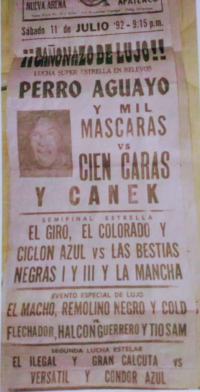 NUEVA ARENA
Sábado 11 de JULIO '92 - 9:15 p.m.
¡¡CAÑONAZO DE LUJO!!
LUCHA SUPER ESTRELLA EN RELEVOS
PERRO AGUAYO
Y MIL
MASCARAS
vs
CIEN CARAS
Y CANEK
SEMIFINAL ESTRELLA
EL GIRO, EL COLORADO Y
CICLON AZUL vs LAS BESTIAS
NEGRAS I Y III Y LA MANCHA
EVENTO ESPECIAL DE LUJO
EL MACHO, REMOLINO NEGRO Y COLD
vs
FLECHADOR, HALCON GUERRERO Y TIO SAM
SEGUNDA LUCHA ESTELAR
EL ILEGAL Y GRAN CALCUTA vs
VERSATIL Y CONDOR AZUL